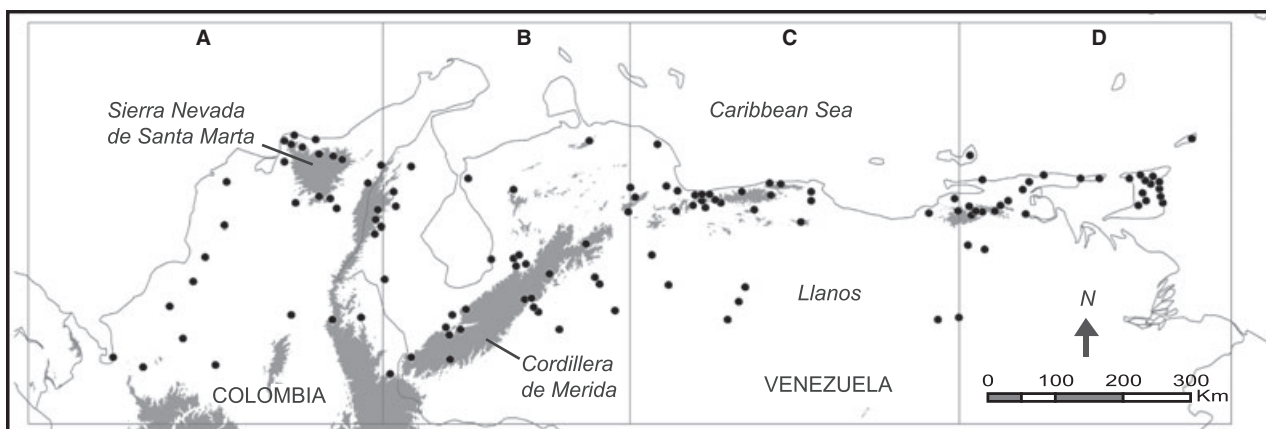 A B C D
Sierra Nevada
de Santa Marta
Caribbean Sea
Llanos
N
Cordillera
de Merida
COLOMBIA
VENEZUELA
0 100 200 300
Km